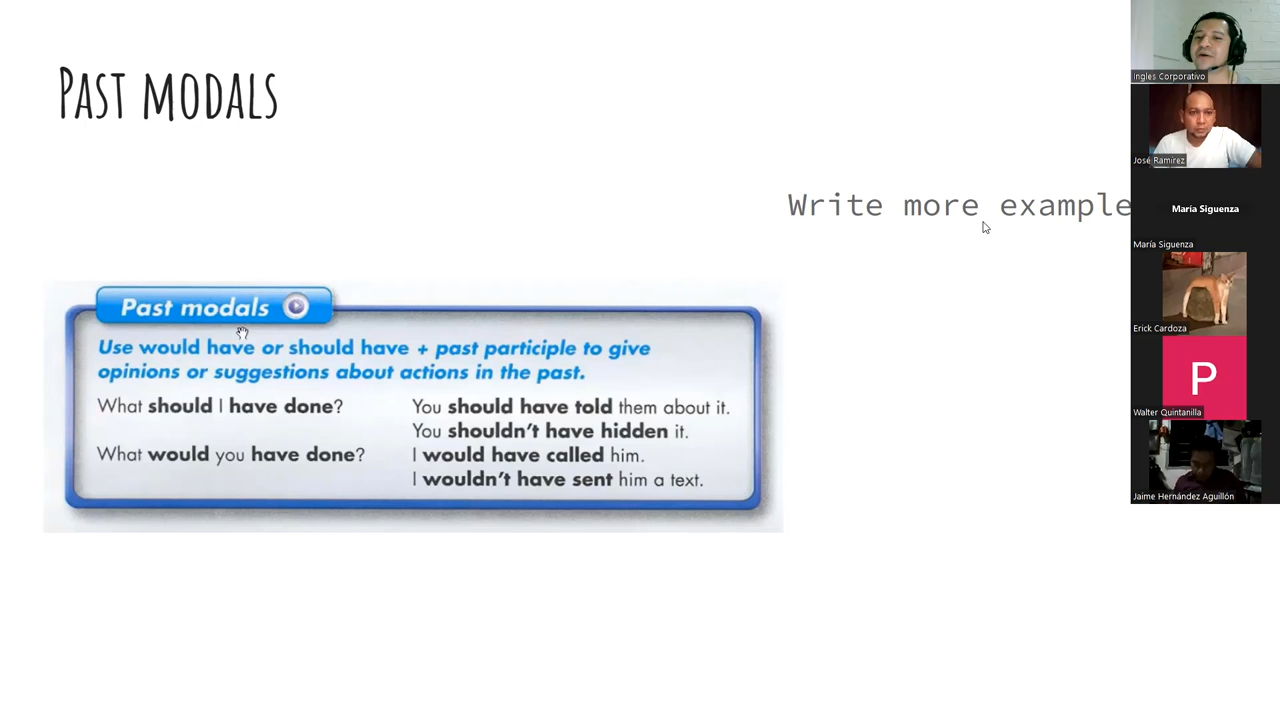 PAST MODALS
Write more example
Past modals
Use would have or should have + past participle to give
opinions or suggestions about actions in the past.
What should I have done?
You should have told them about it.
You shouldn't have hidden it.
What would you have done?
I would have called him.
I wouldn't have sent him a text.
Ingles Corporativo
José Ramírez
María Siguenza
María Siguenza
Erick Cardoza
P
Walter Quintanilla
Jaime Hernández Aguillón